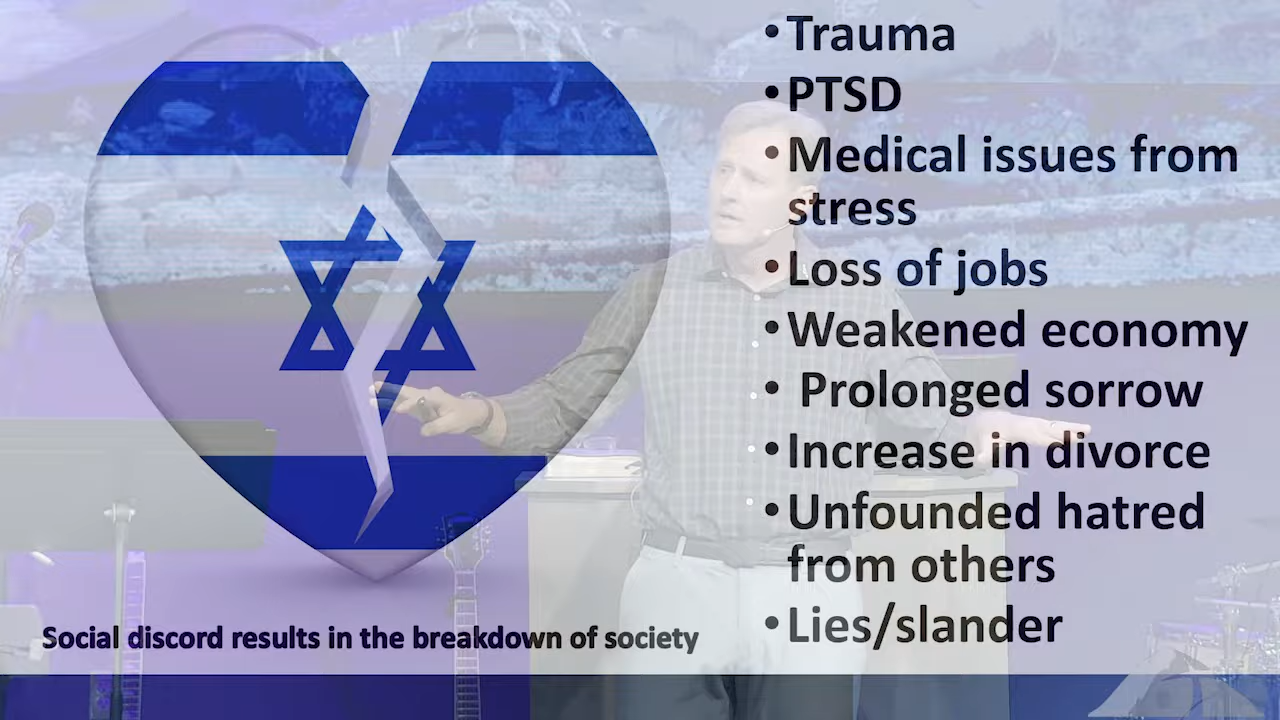 •Trauma
•PTSD
•Medical issues from
stress
•Loss of jobs
•Weakened economy
• Prolonged sorrow
•Increase in divorce
•Unfounded hatred
from others
•Lies/slander
Social discord results in the breakdown of society